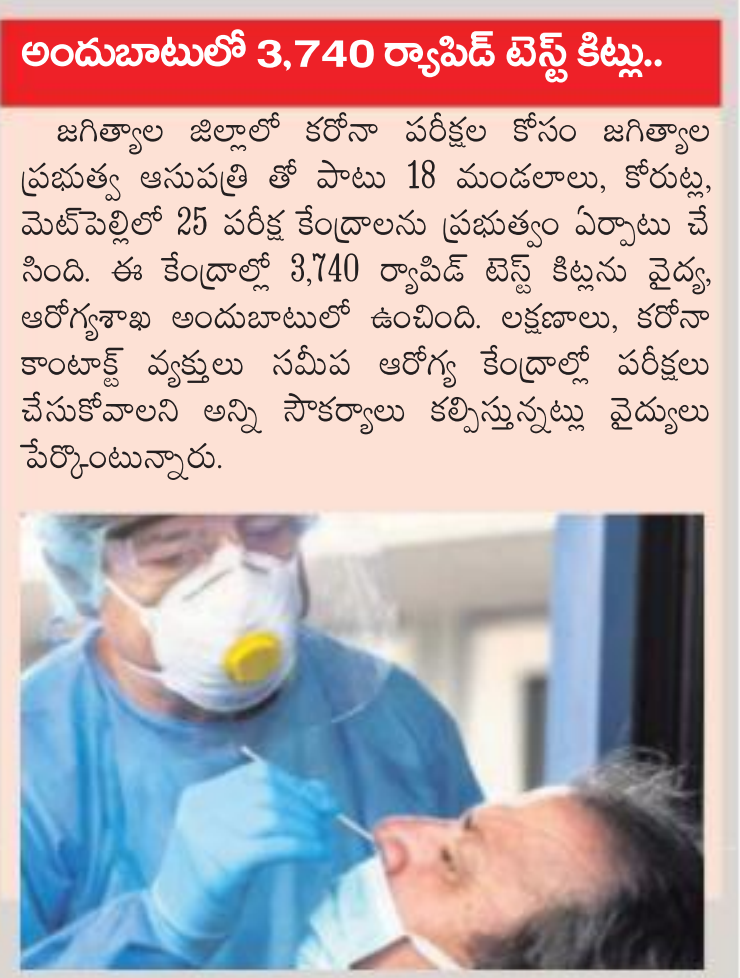 అందుబాటులో 3,740 ర్యాపిడ్ టెస్ట్ కిట్లు..
జగిత్యాల జిల్లాలో కరోనా పరీక్షల కోసం జగిత్యాల
ప్రభుత్వ ఆసుపత్రి తో పాటు 18 మండలాలు, కోరుట్ల,
మెట్‌పెల్లిలో 25 పరీక్ష కేంద్రాలను ప్రభుత్వం ఏర్పాటు చే
సింది. ఈ కేంద్రాల్లో 3,740 ర్యాపిడ్ టెస్ట్ కిట్లను వైద్య,
ఆరోగ్యశాఖ అందుబాటులో ఉంచింది. లక్షణాలు, కరోనా
కాంటాక్ట్ వ్యక్తులు సమీప ఆరోగ్య కేంద్రాల్లో పరీక్షలు
చేసుకోవాలని అన్ని సౌకర్యాలు కల్పిస్తున్నట్లు వైద్యులు
పేర్కొంటున్నారు.